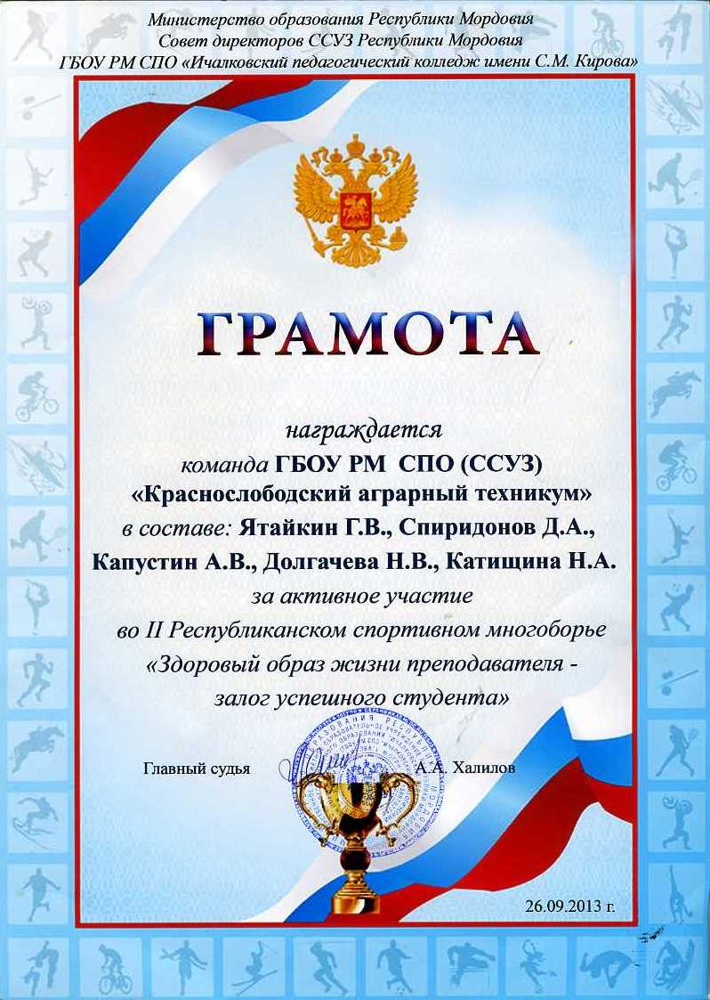 Министерство образования Республики Мордовия
Совет директоров ССУЗ Республики Мордовия
ГБОУ РМ СПО «Ичалковский педагогический колледж имени С.М. Кирова»
ГРАМОТА
награждается
команда ГБОУ РМ СПО (ССУЗ)
«Краснослободский аграрный техникум»
в составе: Ятайкин Г.В., Спиридонов Д.А.,
Капустин А.В., Долгачева Н.В., Катищина Н.А.
за активное участие
во II Республиканском спортивном многоборье
«Здоровый образ жизни преподавателя -
залог успешного студента»
Главный судья А.А. Халилов
26.09.2013 г.